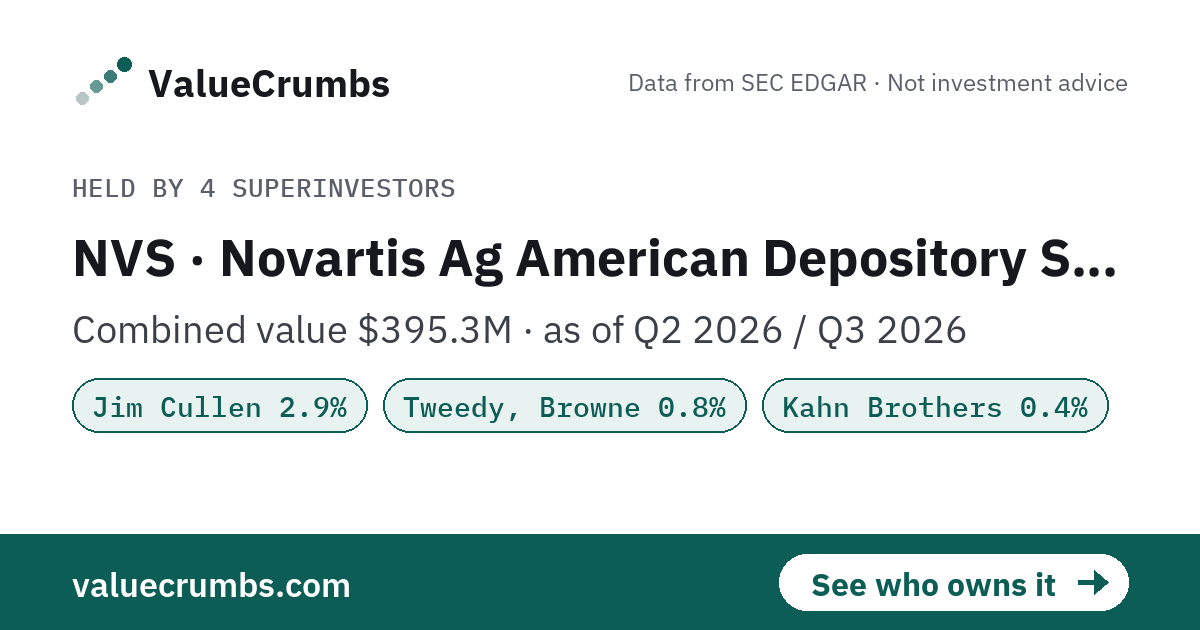 ValueCrumbs
Data from SEC EDGAR · Not investment advice
HELD BY 4 SUPERINVESTORS
NVS · Novartis Ag American Depository S...
Combined value $395.3M · as of Q2 2026 / Q3 2026
Jim Cullen 2.9%
Tweedy, Browne 0.8%
Kahn Brothers 0.4%
valuecrumbs.com
See who owns it →